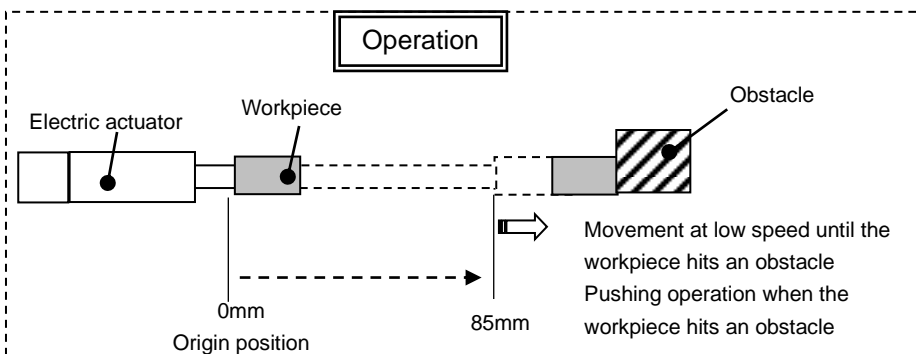 Operation
Workpiece
Obstacle
Electric actuator
Movement at low speed until the
workpiece hits an obstacle
Pushing operation when the
workpiece hits an obstacle
0mm
85mm
Origin position